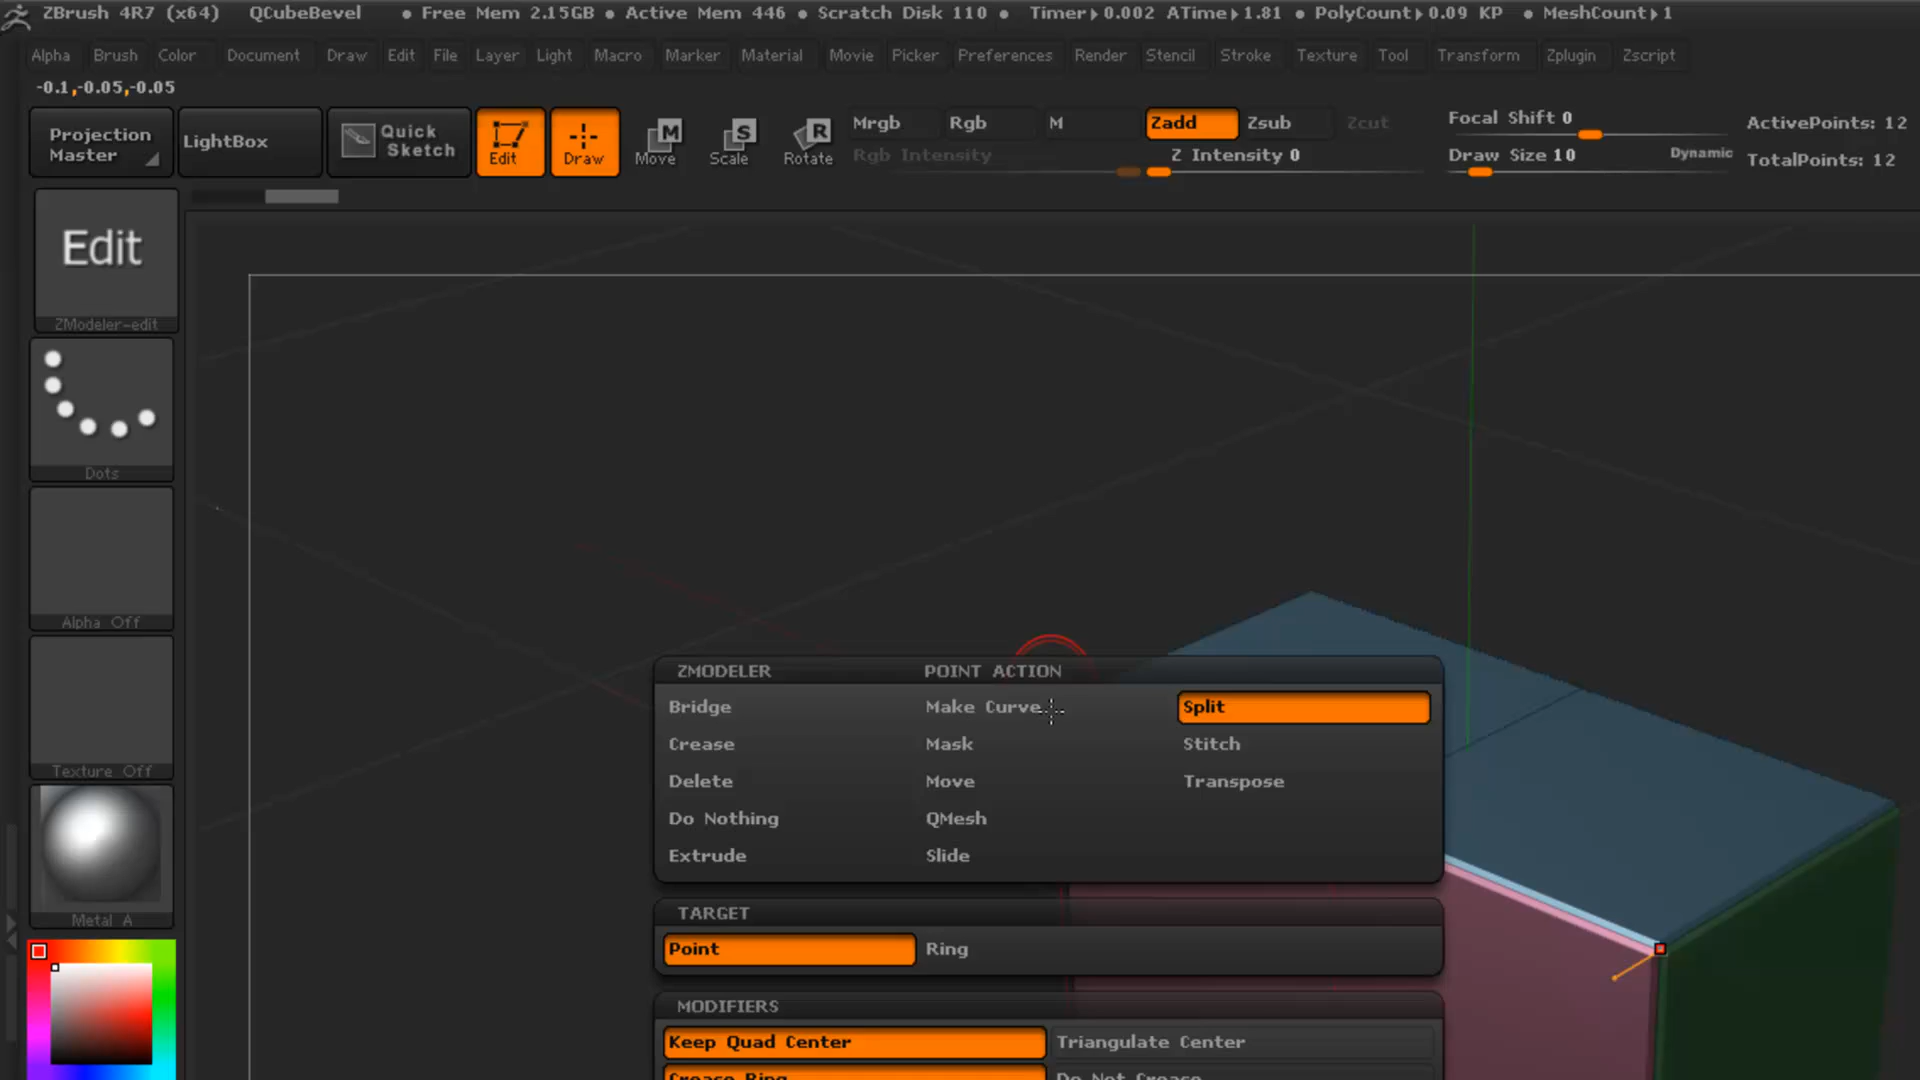 ZBrush 4R7 (x64) QCubeBevel ● Free Mem 2.15GB ● Active Mem 446 ● Scratch Disk 110 ● Timer▸0.002 ATime▸1.81 ● PolyCount▸0.09 KP ● MeshCount▸1
Alpha Brush Color Document Draw Edit File Layer Light Macro Marker Material Movie Picker Preferences Render Stencil Stroke Texture Tool Transform Zplugin Zscript
-0.1,-0.05,-0.05
Projection Master
LightBox
Quick Sketch
Edit
Draw
M
Move
S
Scale
R
Rotate
Mrgb Rgb M Zadd Zsub Zcut
Rgb Intensity Z Intensity 0
Focal Shift 0
Draw Size 10 Dynamic
ActivePoints: 12
TotalPoints: 12
Edit
ZModeler-edit
Dots
Alpha Off
Texture Off
Metal A
ZMODELER POINT ACTION
Bridge Make Curve Split
Crease Mask Stitch
Delete Move Transpose
Do Nothing QMesh
Extrude Slide
TARGET
Point Ring
MODIFIERS
Keep Quad Center Triangulate Center
Crease Ring Do Not Crease